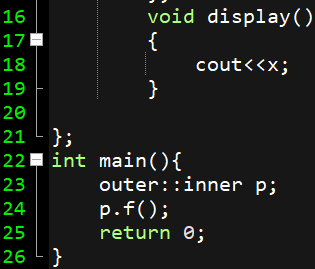 16 void display()
17 {
18 cout<<x;
19 }
20
21 };
22 int main(){
23 outer::inner p;
24 p.f();
25 return 0;
26 }